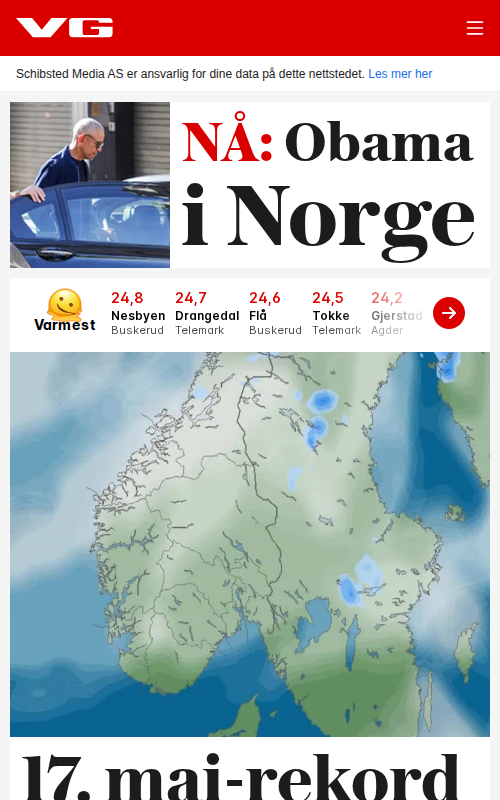 VG
Schibsted Media AS er ansvarlig for dine data på dette nettstedet. Les mer her
NÅ: Obama
i Norge
Varmest
24,8
Nesbyen
Buskerud
24,7
Drangedal
Telemark
24,6
Flå
Buskerud
24,5
Tokke
Telemark
24,2
Gjerstad
Agder
17. mai-rekord